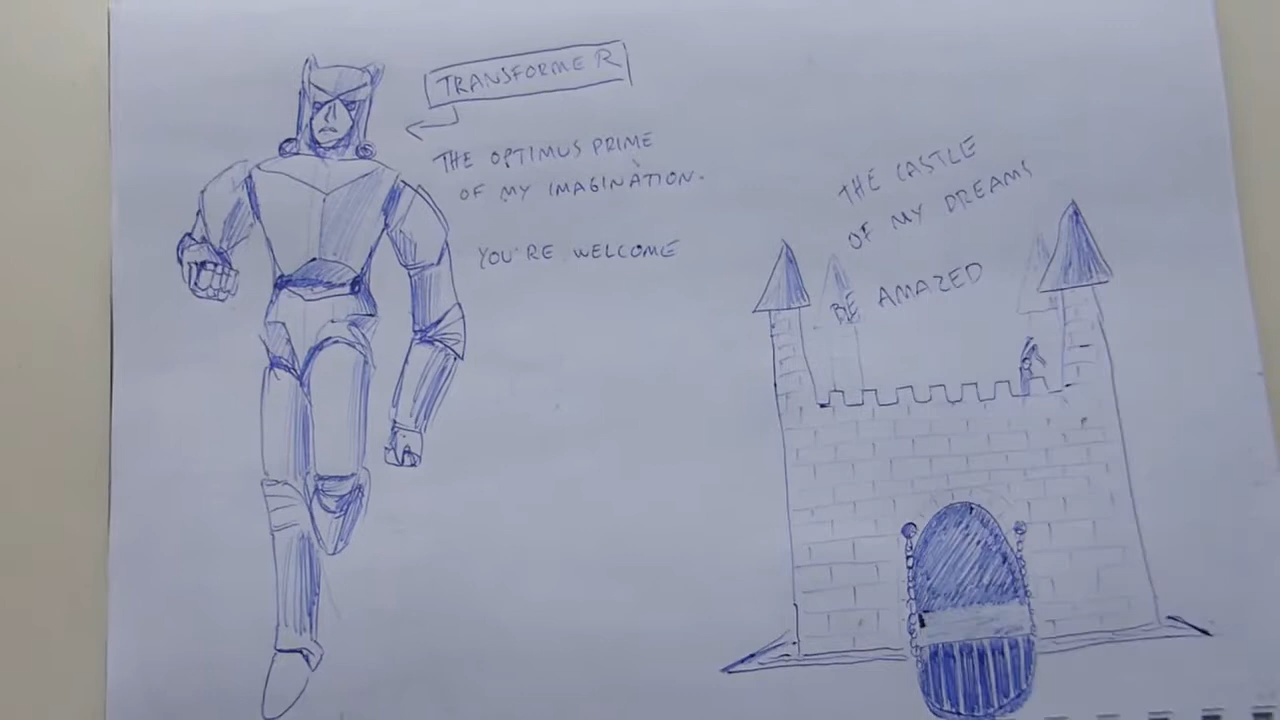 TRANSFORMER
THE OPTIMUS PRIME
OF MY IMAGINATION.
YOU'RE WELCOME
THE CASTLE
OF MY DREAMS
BE AMAZED